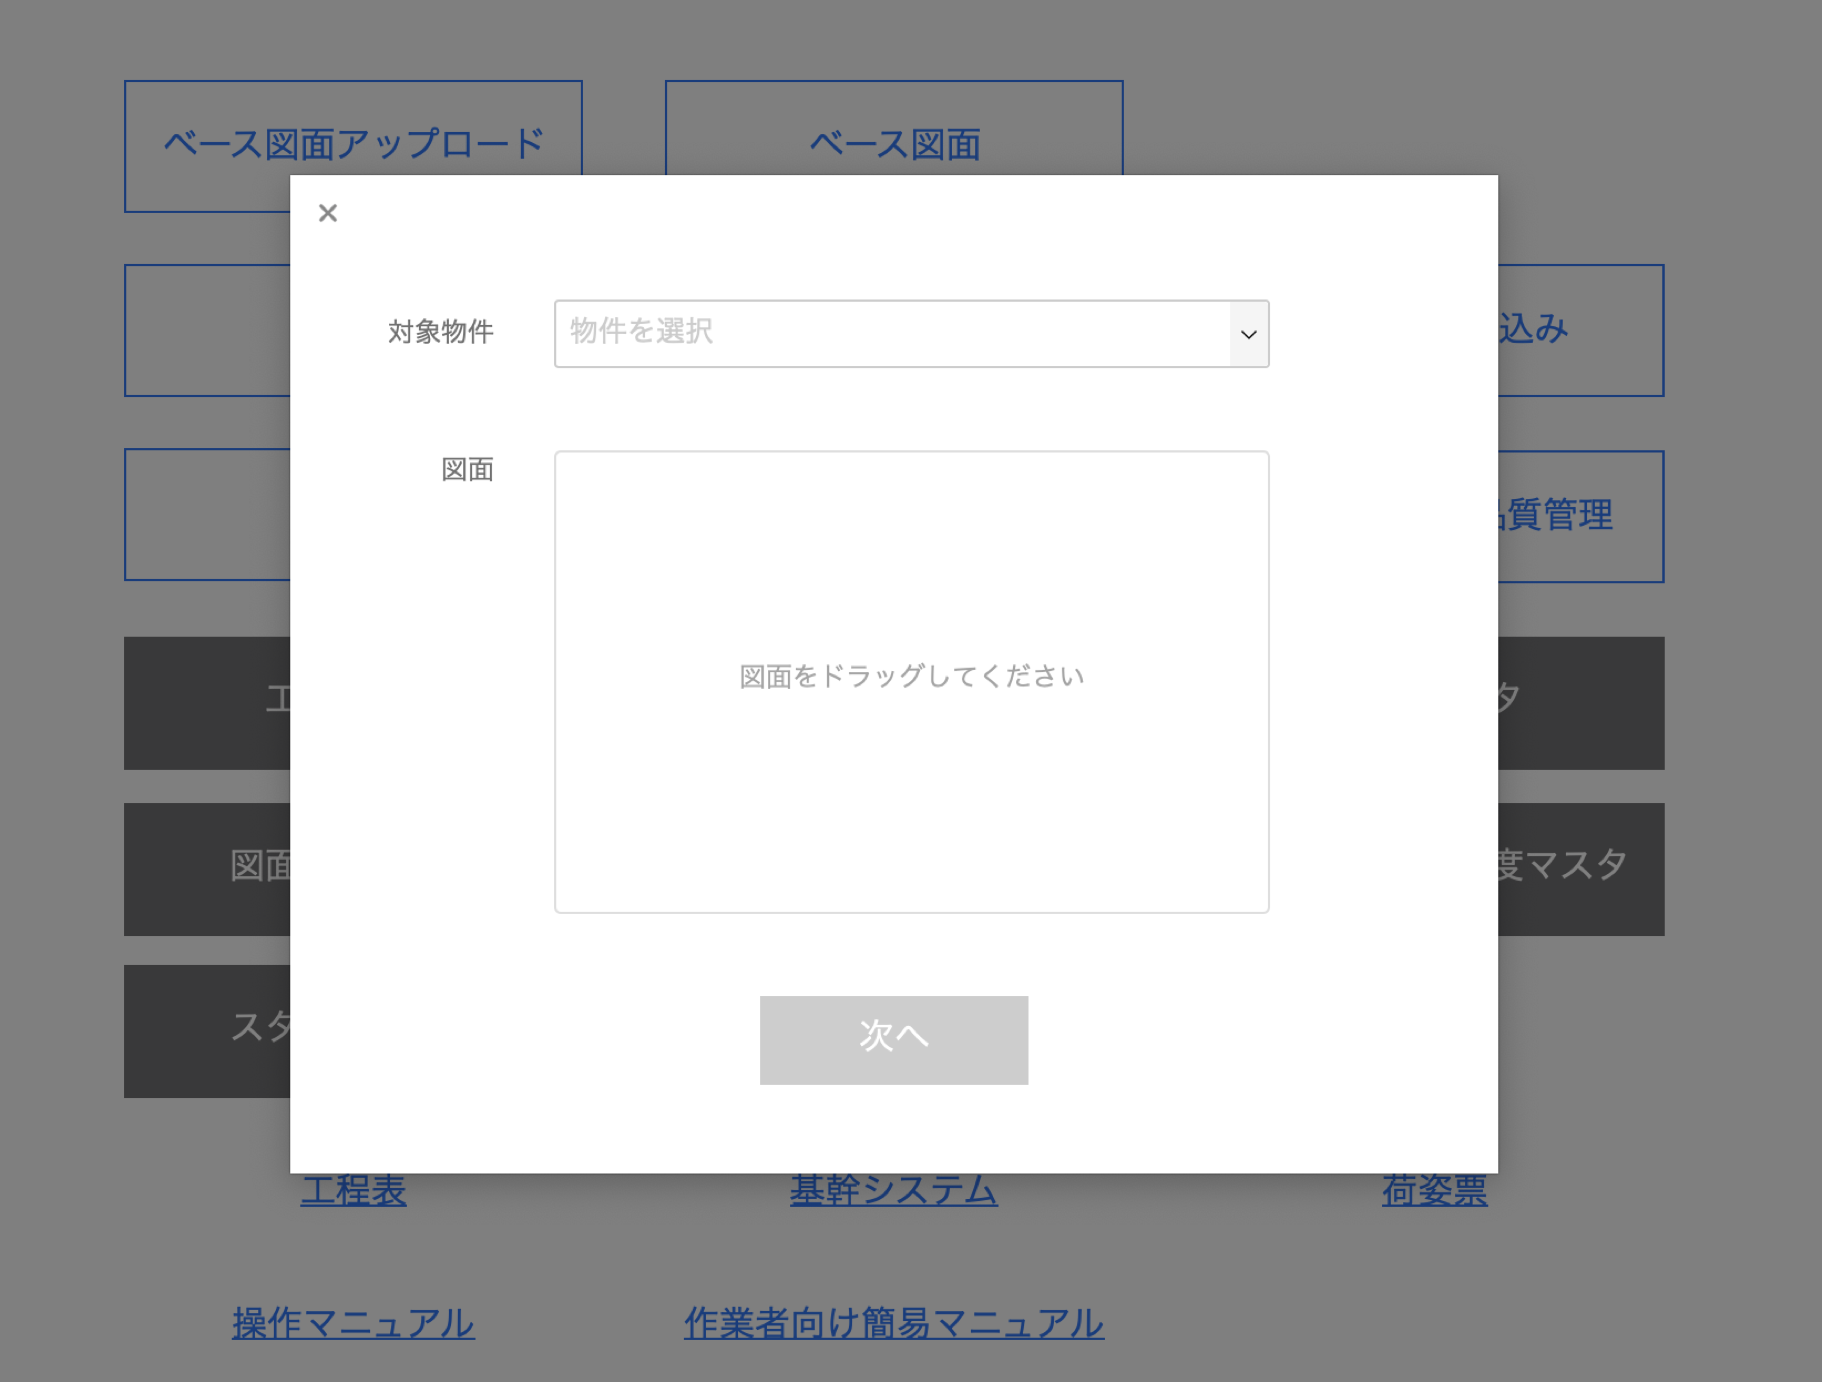 ベース図面アップロード
ベース図面
対象物件
物件を選択
込み
図面
質管理
図面をドラッグしてください
工
タ
図面
度マスタ
スタ
次へ
工程表
基幹システム
荷姿票
操作マニュアル
作業者向け簡易マニュアル